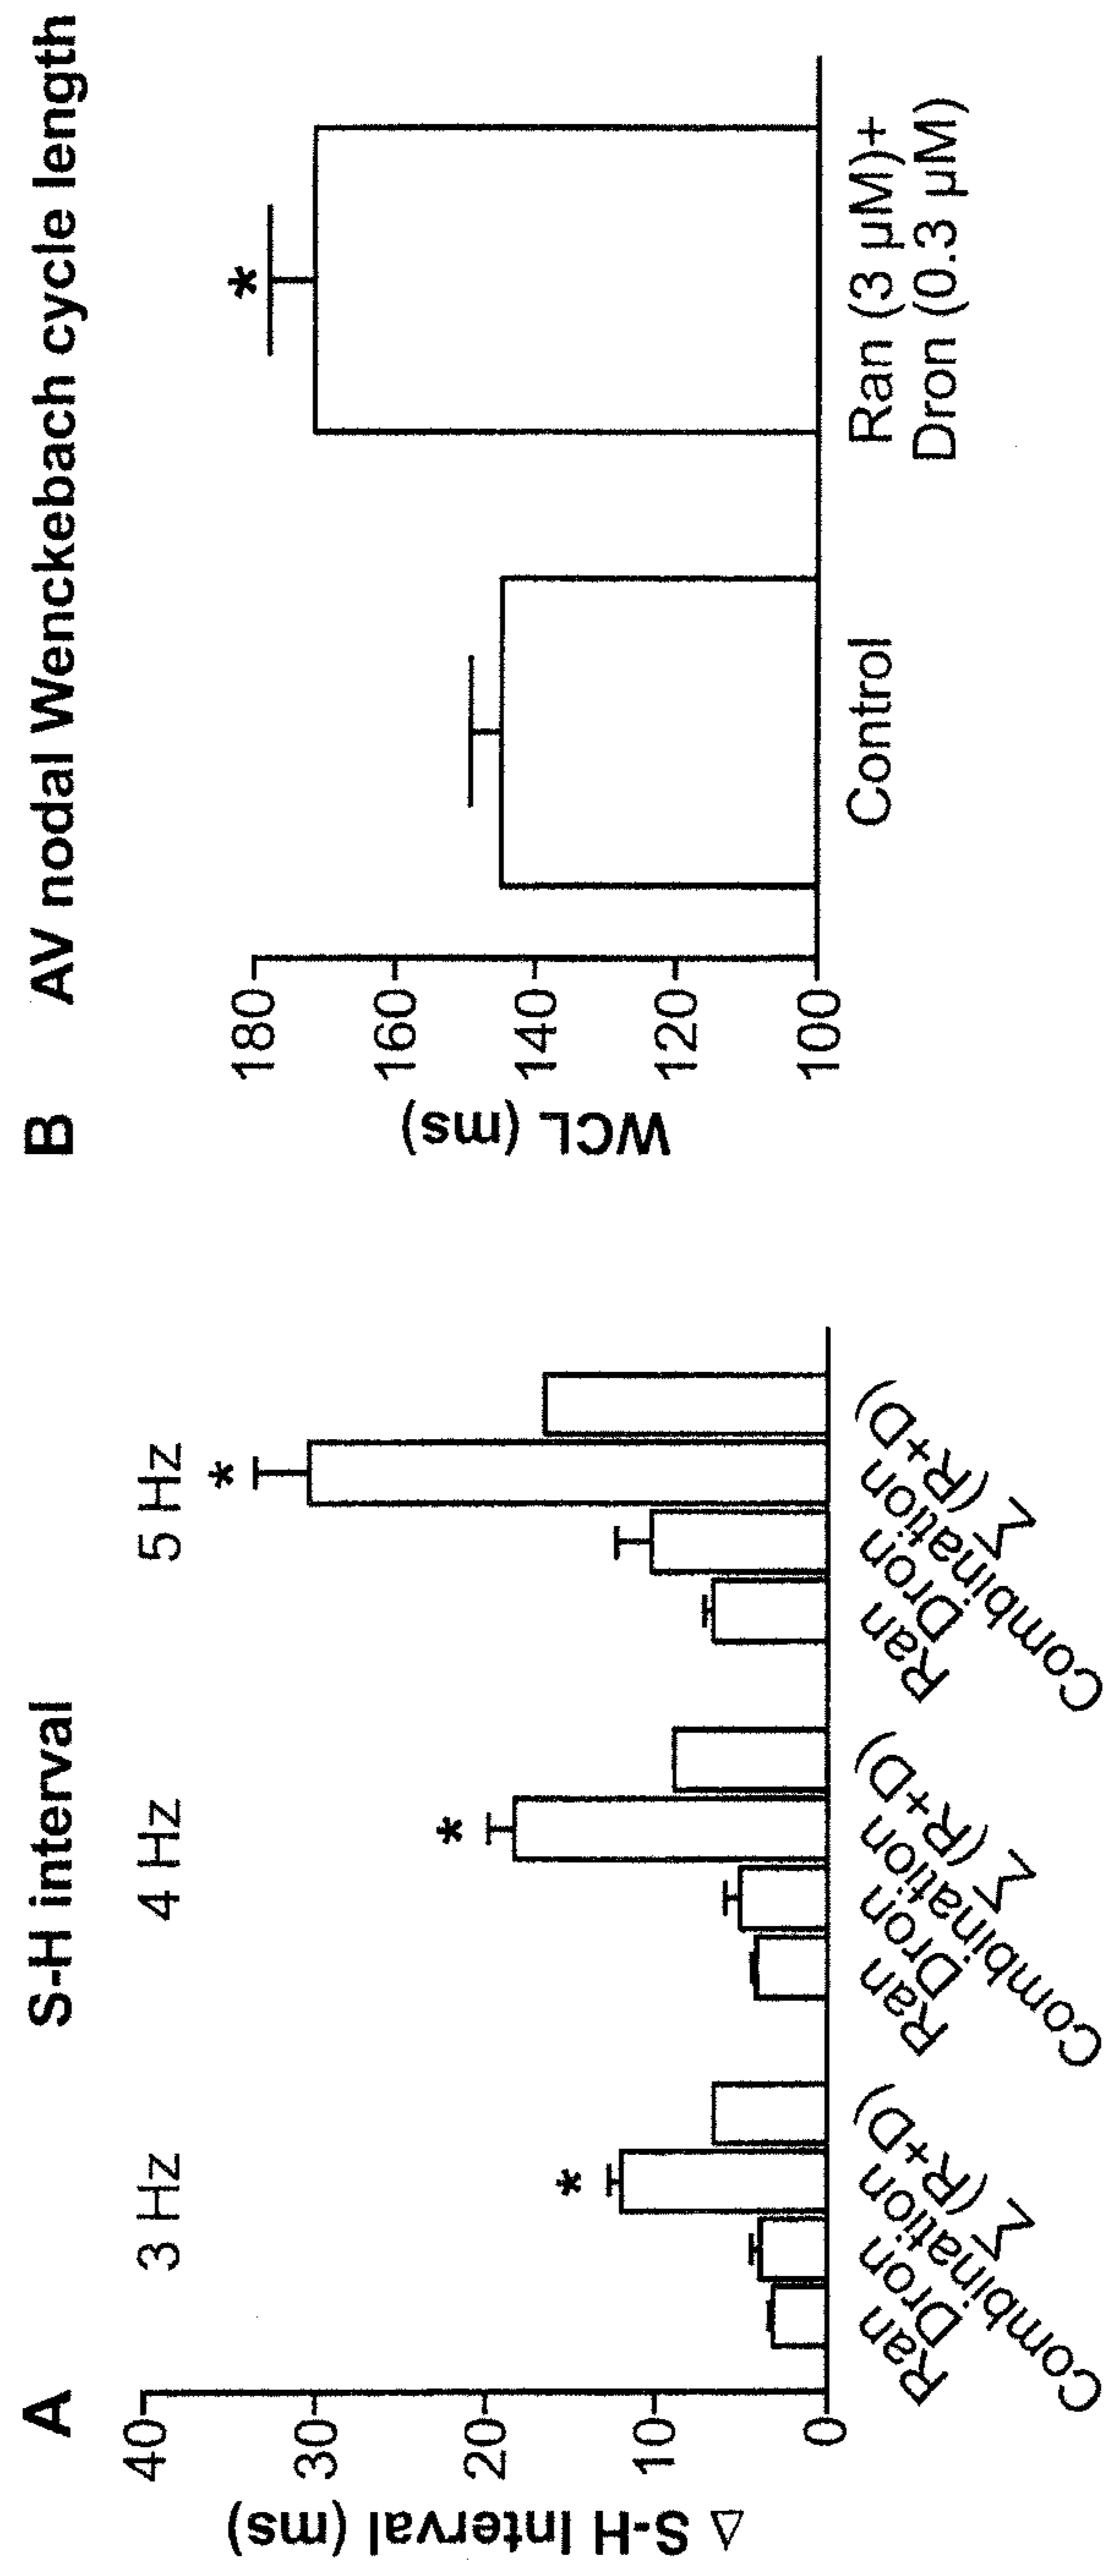 A
S-H interval
Δ S-H Interval (ms)
40
30
20
10
0
3 Hz
4 Hz
5 Hz
*
*
*
Ran
Dron
Combination
Σ (R+D)
Ran
Dron
Combination
Σ (R+D)
Ran
Dron
Combination
Σ (R+D)
B
AV nodal Wenckebach cycle length
WCL (ms)
180
160
140
120
100
*
Control
Ran (3 μM)+
Dron (0.3 μM)